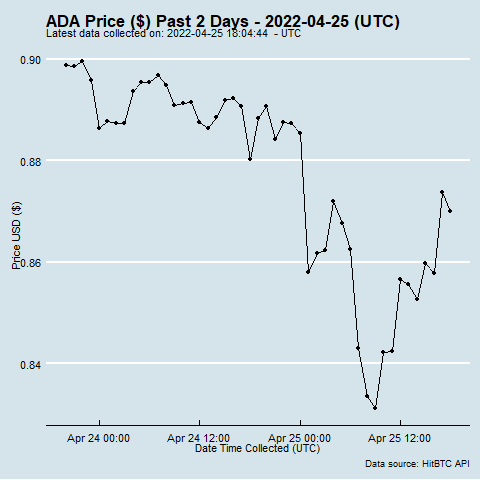 ADA Price ($) Past 2 Days - 2022-04-25 (UTC)
Latest data collected on: 2022-04-25 18:04:44 - UTC
0.90
0.88
0.86
0.84
Price USD ($)
Apr 24 00:00 Apr 24 12:00 Apr 25 00:00 Apr 25 12:00
Date Time Collected (UTC)
Data source: HitBTC API